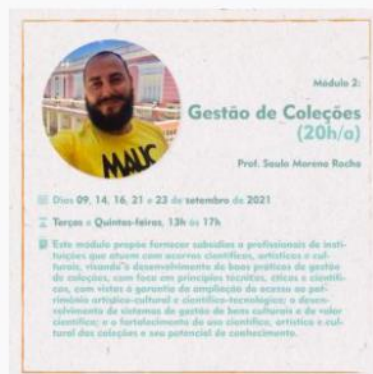 MAUC
Módulo 2:
Gestão de Coleções
(20h/a)
Prof. Saulo Moreno Rocha
Dias 09, 14, 16, 21 e 23 de setembro de 2021
Terças e Quintas-feiras, 13h às 17h
Este módulo propõe fornecer subsídios a profissionais de insti-
tuições que atuem com acervos científicos, artísticos e cul-
turais, visando o desenvolvimento de boas práticas de gestão
de coleções, com foco em princípios técnicos, éticos e científi-
cos, com vistas à garantia da ampliação do acesso ao pat-
rimônio artístico-cultural e científico-tecnológico; o desen-
volvimento de sistemas de gestão de bens culturais e de valor
científico; e o fortalecimento do uso científico, artístico e cul-
tural das coleções e seu potencial de conhecimento.